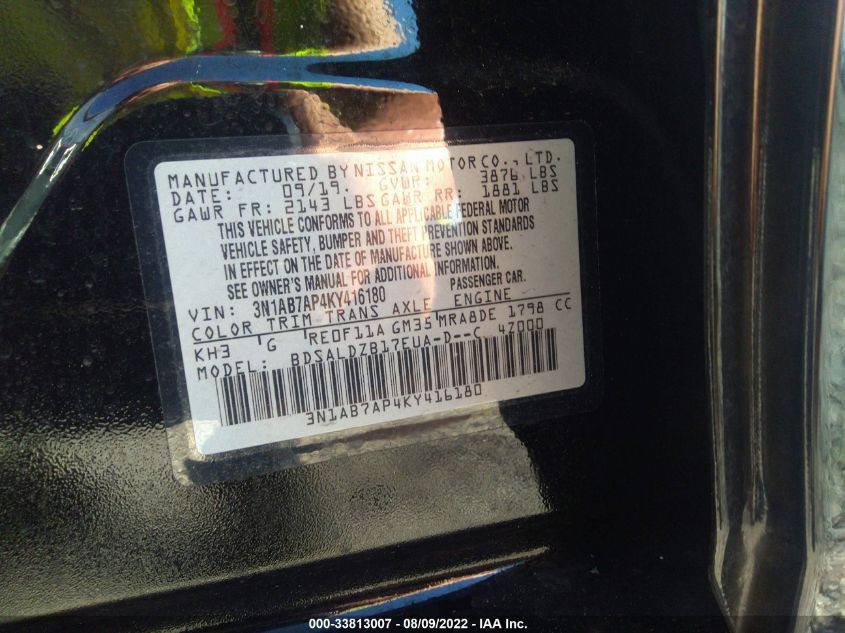 MANUFACTURED BY NISSAN MOTOR CO., LTD.
DATE: 09/19. GVWR: 3876 LBS
GAWR FR: 2143 LBS GAWR RR: 1881 LBS
THIS VEHICLE CONFORMS TO ALL APPLICABLE FEDERAL MOTOR
VEHICLE SAFETY, BUMPER AND THEFT PREVENTION STANDARDS
IN EFFECT ON THE DATE OF MANUFACTURE SHOWN ABOVE.
SEE OWNER'S MANUAL FOR ADDITIONAL INFORMATION.
VIN: 3N1AB7AP4KY416180 PASSENGER CAR.
COLOR TRIM TRANS AXLE ENGINE
KH3 G RE0F11A GM35 MRA8DE 1798 CC
MODEL: BDSALDZB17EUA-D--C 4Z000
3N1AB7AP4KY416180
000-33813007 - 08/09/2022 - IAA Inc.